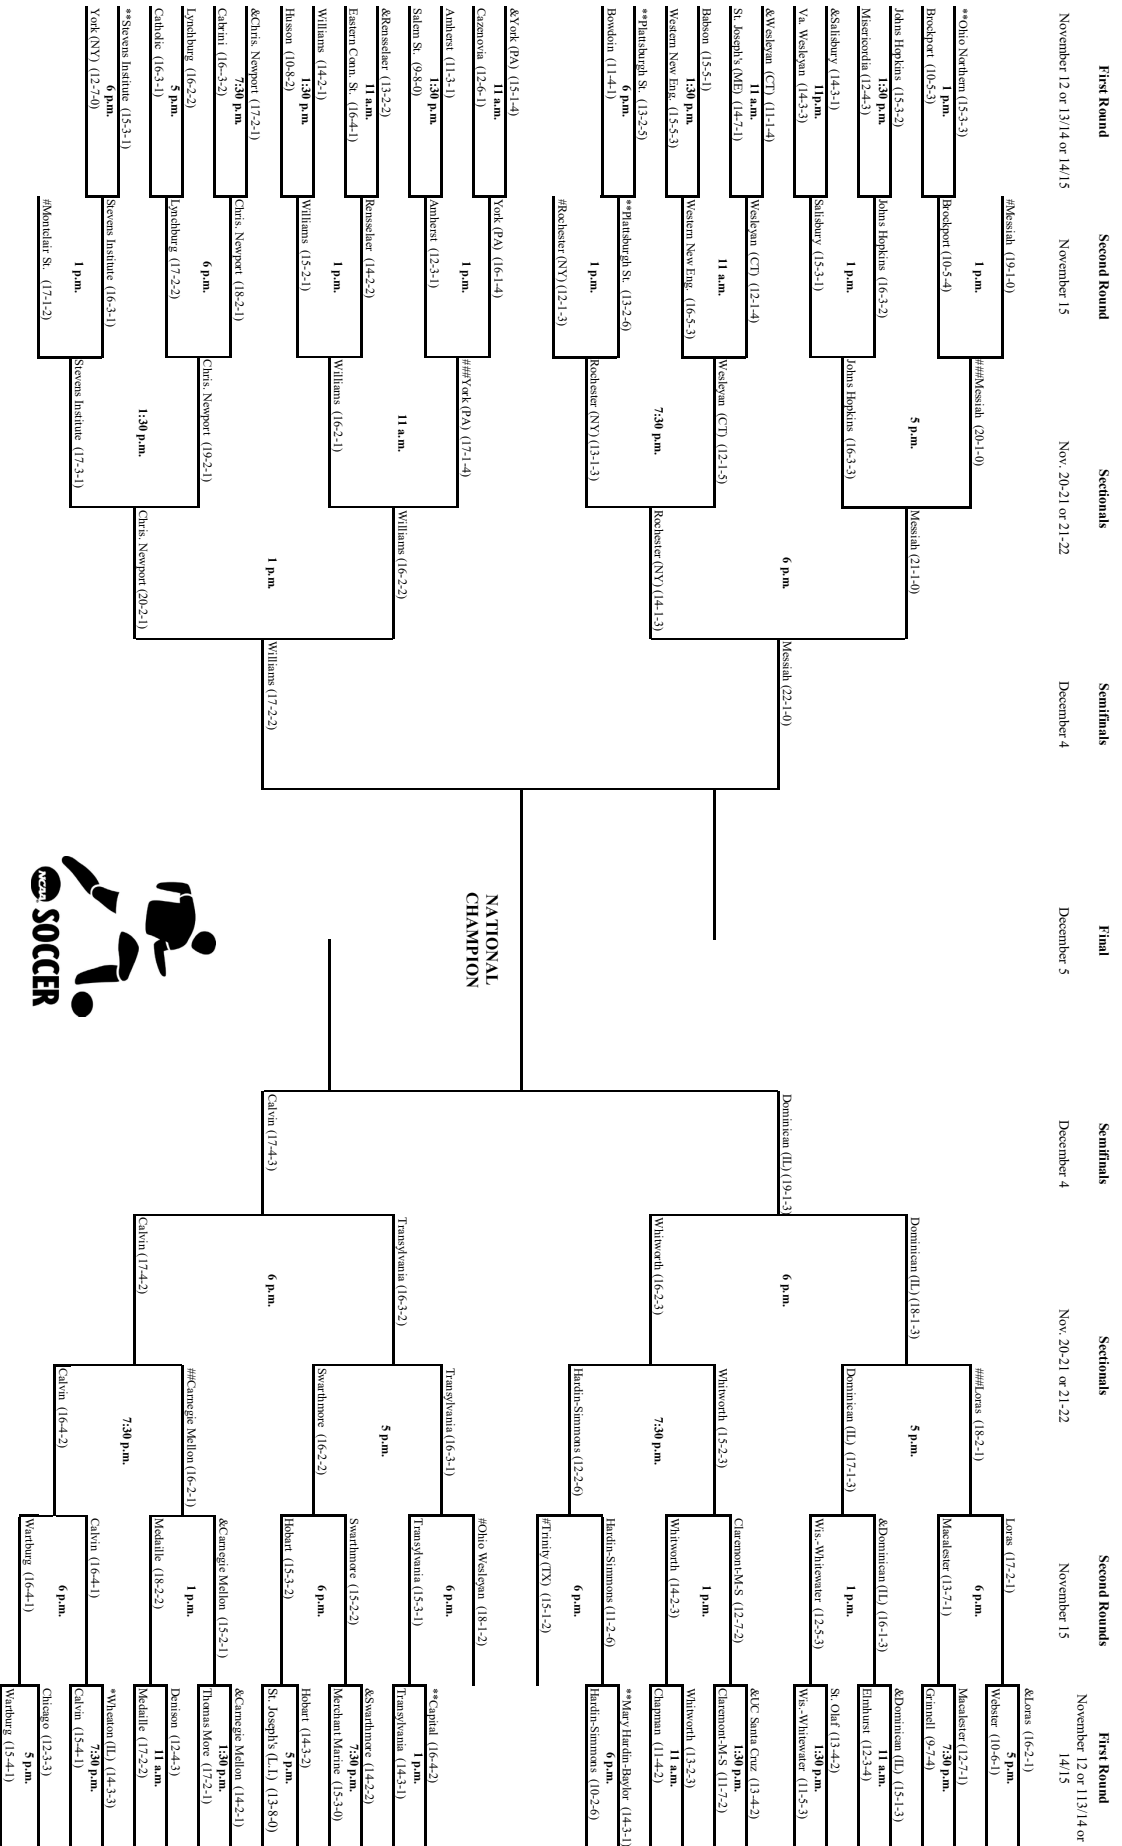 First Round
Second Round
Sectionals
Semifinals
Final
Semifinals
Sectionals
Second Rounds
First Round
November 12 or 13/14 or 14/15
November 15
Nov. 20-21 or 21-22
December 4
December 5
December 4
Nov. 20-21 or 21-22
November 15
November 12 or 113/14 or
14/15
**Ohio Northern (15-3-3)
1 p.m.
Brockport (10-5-3)
Johns Hopkins (15-3-2)
1:30 p.m.
Misericordia (12-4-3)
&Salisbury (14-3-1)
11p.m.
Va. Wesleyan (14-3-3)
&Wesleyan (CT) (11-1-4)
11 a.m.
St. Joseph's (ME) (14-7-1)
Babson (15-5-1)
1:30 p.m.
Western New Eng. (15-5-3)
**Plattsburgh St. (13-2-5)
6 p.m.
Bowdoin (11-4-1)
&York (PA) (15-1-4)
11 a.m.
Cazenovia (12-6-1)
Amherst (11-3-1)
1:30 p.m.
Salem St. (9-8-0)
&Rensselaer (13-2-2)
11 a.m.
Eastern Conn. St. (16-4-1)
Williams (14-2-1)
1:30 p.m.
Husson (10-8-2)
&Chris. Newport (17-2-1)
7:30 p.m.
Cabrini (16--3-2)
Lynchburg (16-2-2)
5 p.m.
Catholic (16-3-1)
**Stevens Institute (15-3-1)
6 p.m.
York (NY) (12-7-0)
#Messiah (19-1-0)
1 p.m.
Brockport (10-5-4)
Johns Hopkins (16-3-2)
1 p.m.
Salisbury (15-3-1)
Wesleyan (CT) (12-1-4)
11 a.m.
Western New Eng. (16-5-3)
**Plattsburgh St. (13-2-6)
1 p.m.
#Rochester (NY) (12-1-3)
York (PA) (16-1-4)
1 p.m.
Amherst (12-3-1)
Rensselaer (14-2-2)
1 p.m.
Williams (15-2-1)
Chris. Newport (18-2-1)
6 p.m.
Lynchburg (17-2-2)
Stevens Institute (16-3-1)
1 p.m.
#Montclair St. (17-1-2)
###Messiah (20-1-0)
5 p.m.
Johns Hopkins (16-3-3)
Wesleyan (CT) (12-1-5)
7:30 p.m.
Rochester (NY) (13-1-3)
###York (PA) (17-1-4)
11 a.m.
Williams (16-2-1)
Chris. Newport (19-2-1)
1:30 p.m.
Stevens Institute (17-3-1)
Messiah (21-1-0)
6 p.m.
Rochester (NY) (14-1-3)
Williams (16-2-2)
1 p.m.
Chris. Newport (20-2-1)
Messiah (22-1-0)
Williams (17-2-2)
NATIONAL
CHAMPION
NCAA SOCCER
Dominican (IL) (19-1-3)
Calvin (17-4-3)
Dominican (IL) (18-1-3)
6 p.m.
Whitworth (16-2-3)
Transylvania (16-3-2)
6 p.m.
Calvin (17-4-2)
###Loras (18-2-1)
5 p.m.
Dominican (IL) (17-1-3)
Whitworth (15-2-3)
7:30 p.m.
Hardin-Simmons (12-2-6)
Transylvania (16-3-1)
5 p.m.
Swarthmore (16-2-2)
##Carnegie Mellon (16-2-1)
7:30 p.m.
Calvin (16-4-2)
Loras (17-2-1)
6 p.m.
Macalester (13-7-1)
&Dominican (IL) (16-1-3)
1 p.m.
Wis.-Whitewater (12-5-3)
Claremont-M-S (12-7-2)
1 p.m.
Whitworth (14-2-3)
Hardin-Simmons (11-2-6)
6 p.m.
#Trinity (TX) (15-1-2)
#Ohio Wesleyan (18-1-2)
6 p.m.
Transylvania (15-3-1)
Swarthmore (15-2-2)
6 p.m.
Hobart (15-3-2)
&Carnegie Mellon (15-2-1)
1 p.m.
Medaille (18-2-2)
Calvin (16-4-1)
6 p.m.
Wartburg (16-4-1)
&Loras (16-2-1)
5 p.m.
Webster (10-6-1)
Macalester (12-7-1)
7:30 p.m.
Grinnell (9-7-4)
&Dominican (IL) (15-1-3)
11 a.m.
Elmhurst (12-3-4)
St. Olaf (13-4-2)
1:30 p.m.
Wis.-Whitewater (11-5-3)
&UC Santa Cruz (13-4-2)
1:30 p.m.
Claremont-M-S (11-7-2)
Whitworth (13-2-3)
11 a.m.
Chapman (11-4-2)
**Mary Hardin-Baylor (14-3-1)
6 p.m.
Hardin-Simmons (10-2-6)
**Capital (16-4-2)
1 p.m.
Transylvania (14-3-1)
&Swarthmore (14-2-2)
7:30 p.m.
Merchant Marine (15-3-0)
Hobart (14-3-2)
5 p.m.
St. Joseph's (L.I.) (13-8-0)
&Carnegie Mellon (14-2-1)
1:30 p.m.
Thomas More (17-2-1)
Denison (12-4-3)
11 a.m.
Medaille (17-2-2)
*Wheaton (IL) (14-3-3)
7:30 p.m.
Calvin (15-4-1)
Chicago (12-3-3)
5 p.m.
Wartburg (15-4-1)